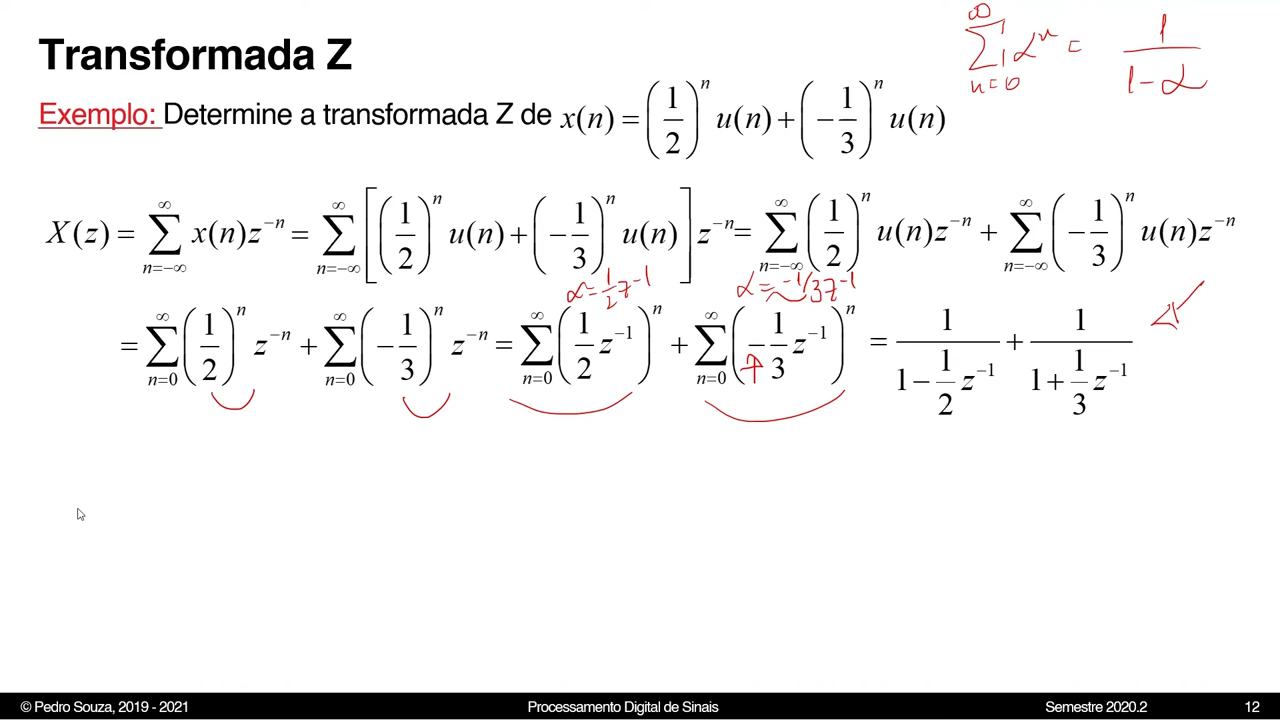 Transformada Z
∑_{n=0}^{∞} α^n = 1/(1-α)
Exemplo: Determine a transformada Z de x(n) = (1/2)^n u(n) + (-1/3)^n u(n)
X(z) = ∑_{n=-∞}^{∞} x(n)z^{-n} = ∑_{n=-∞}^{∞} [(1/2)^n u(n) + (-1/3)^n u(n)] z^{-n} = ∑_{n=-∞}^{∞} (1/2)^n u(n)z^{-n} + ∑_{n=-∞}^{∞} (-1/3)^n u(n)z^{-n}
α = 1/2 z^{-1} α = -1/3 z^{-1}
= ∑_{n=0}^{∞} (1/2)^n z^{-n} + ∑_{n=0}^{∞} (-1/3)^n z^{-n} = ∑_{n=0}^{∞} (1/2 z^{-1})^n + ∑_{n=0}^{∞} (-1/3 z^{-1})^n = 1/(1 - 1/2 z^{-1}) + 1/(1 + 1/3 z^{-1})
© Pedro Souza, 2019 - 2021 Processamento Digital de Sinais Semestre 2020.2 12